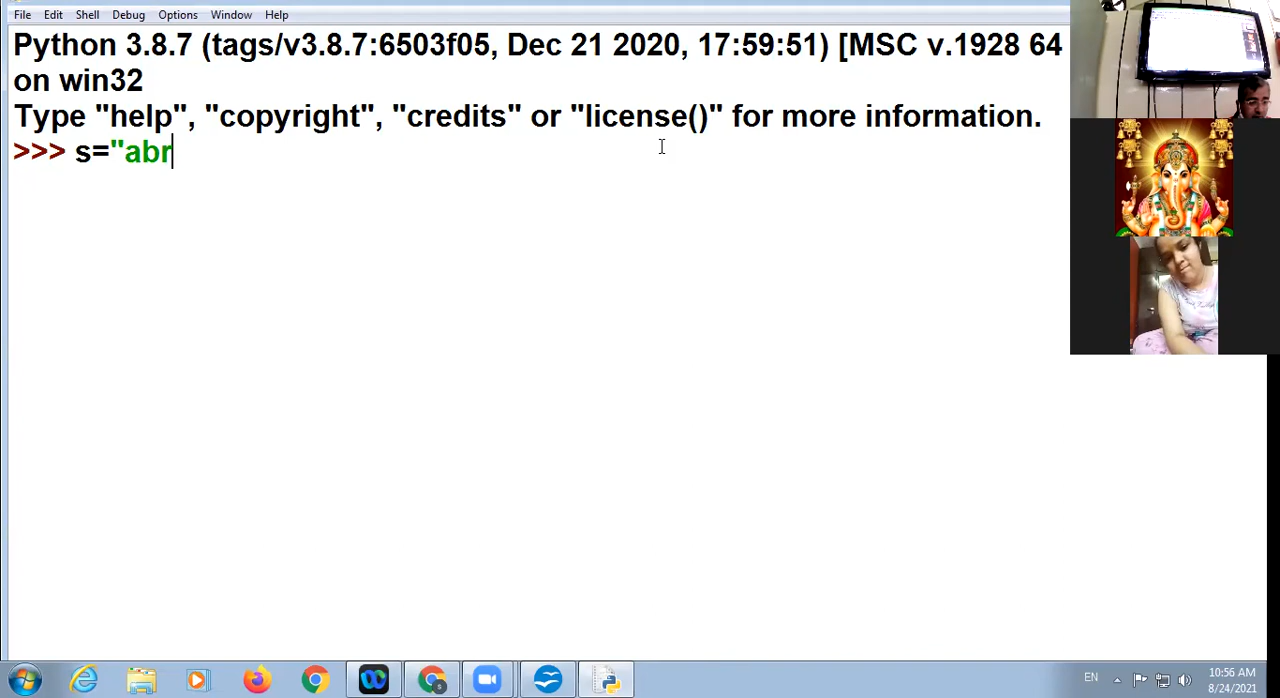 File Edit Shell Debug Options Window Help
Python 3.8.7 (tags/v3.8.7:6503f05, Dec 21 2020, 17:59:51) [MSC v.1928 64
on win32
Type "help", "copyright", "credits" or "license()" for more information.
>>> s="abr
EN
10:56 AM
8/24/2021